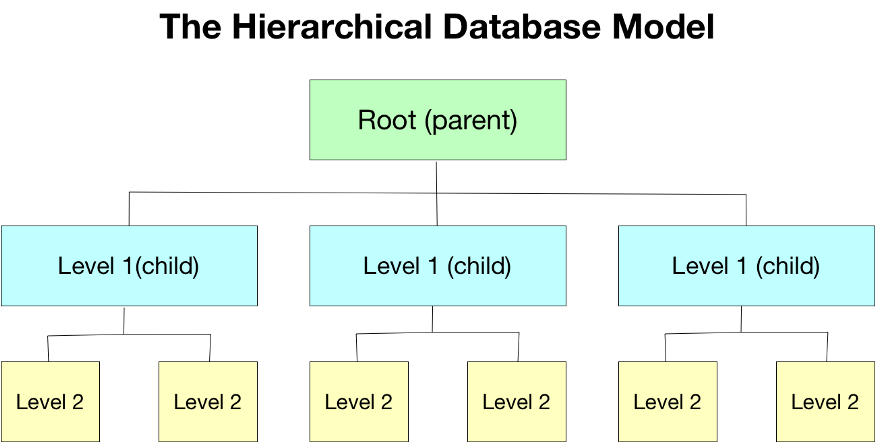 The Hierarchical Database Model
Root (parent)
Level 1(child)
Level 1 (child)
Level 1 (child)
Level 2
Level 2
Level 2
Level 2
Level 2
Level 2